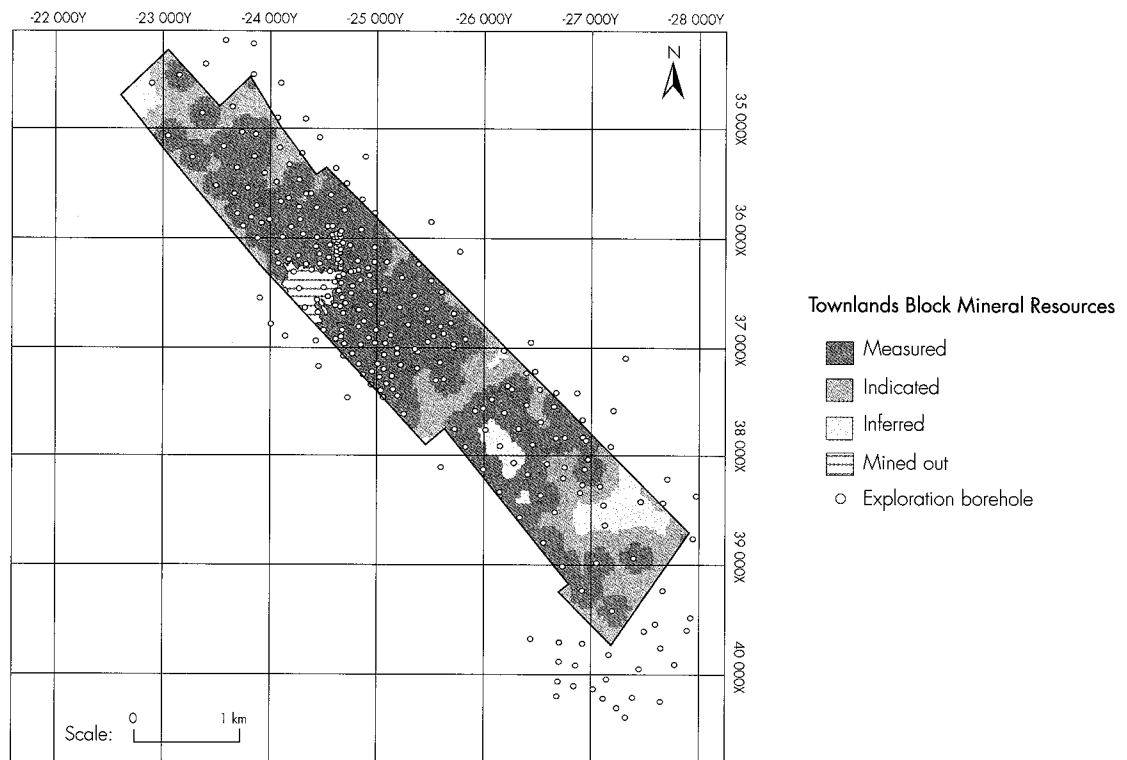 -22 000Y -23 000Y -24 000Y -25 000Y -26 000Y -27 000Y -28 000Y
N
35 000X
36 000X
37 000X
38 000X
39 000X
40 000X
Townlands Block Mineral Resources
Measured
Indicated
Inferred
Mined out
Exploration borehole
Scale: 0 1 km